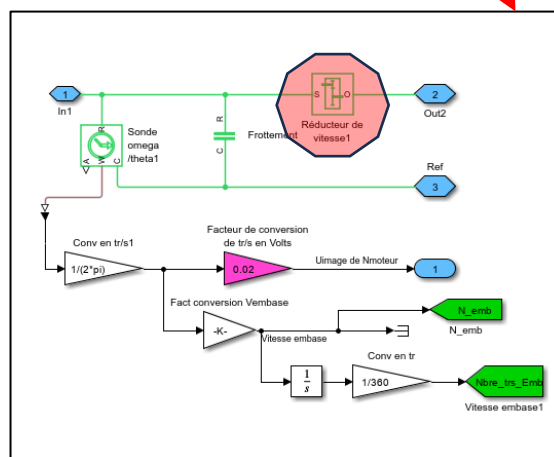 1
In1
S
O
Réducteur de
vitesse1
2
Out2
R
C
Frottement
R
A
W
C
Sonde
omega
/theta1
Ref
3
Conv en tr/s1
1/(2*pi)
Facteur de conversion
de tr/s en Volts
0.02
Uimage de Nmoteur
1
Fact conversion Vembase
-K-
Vitesse embase
N_emb
N_emb
1
s
Conv en tr
1/360
Nbre_trs_Emb
Vitesse embase1